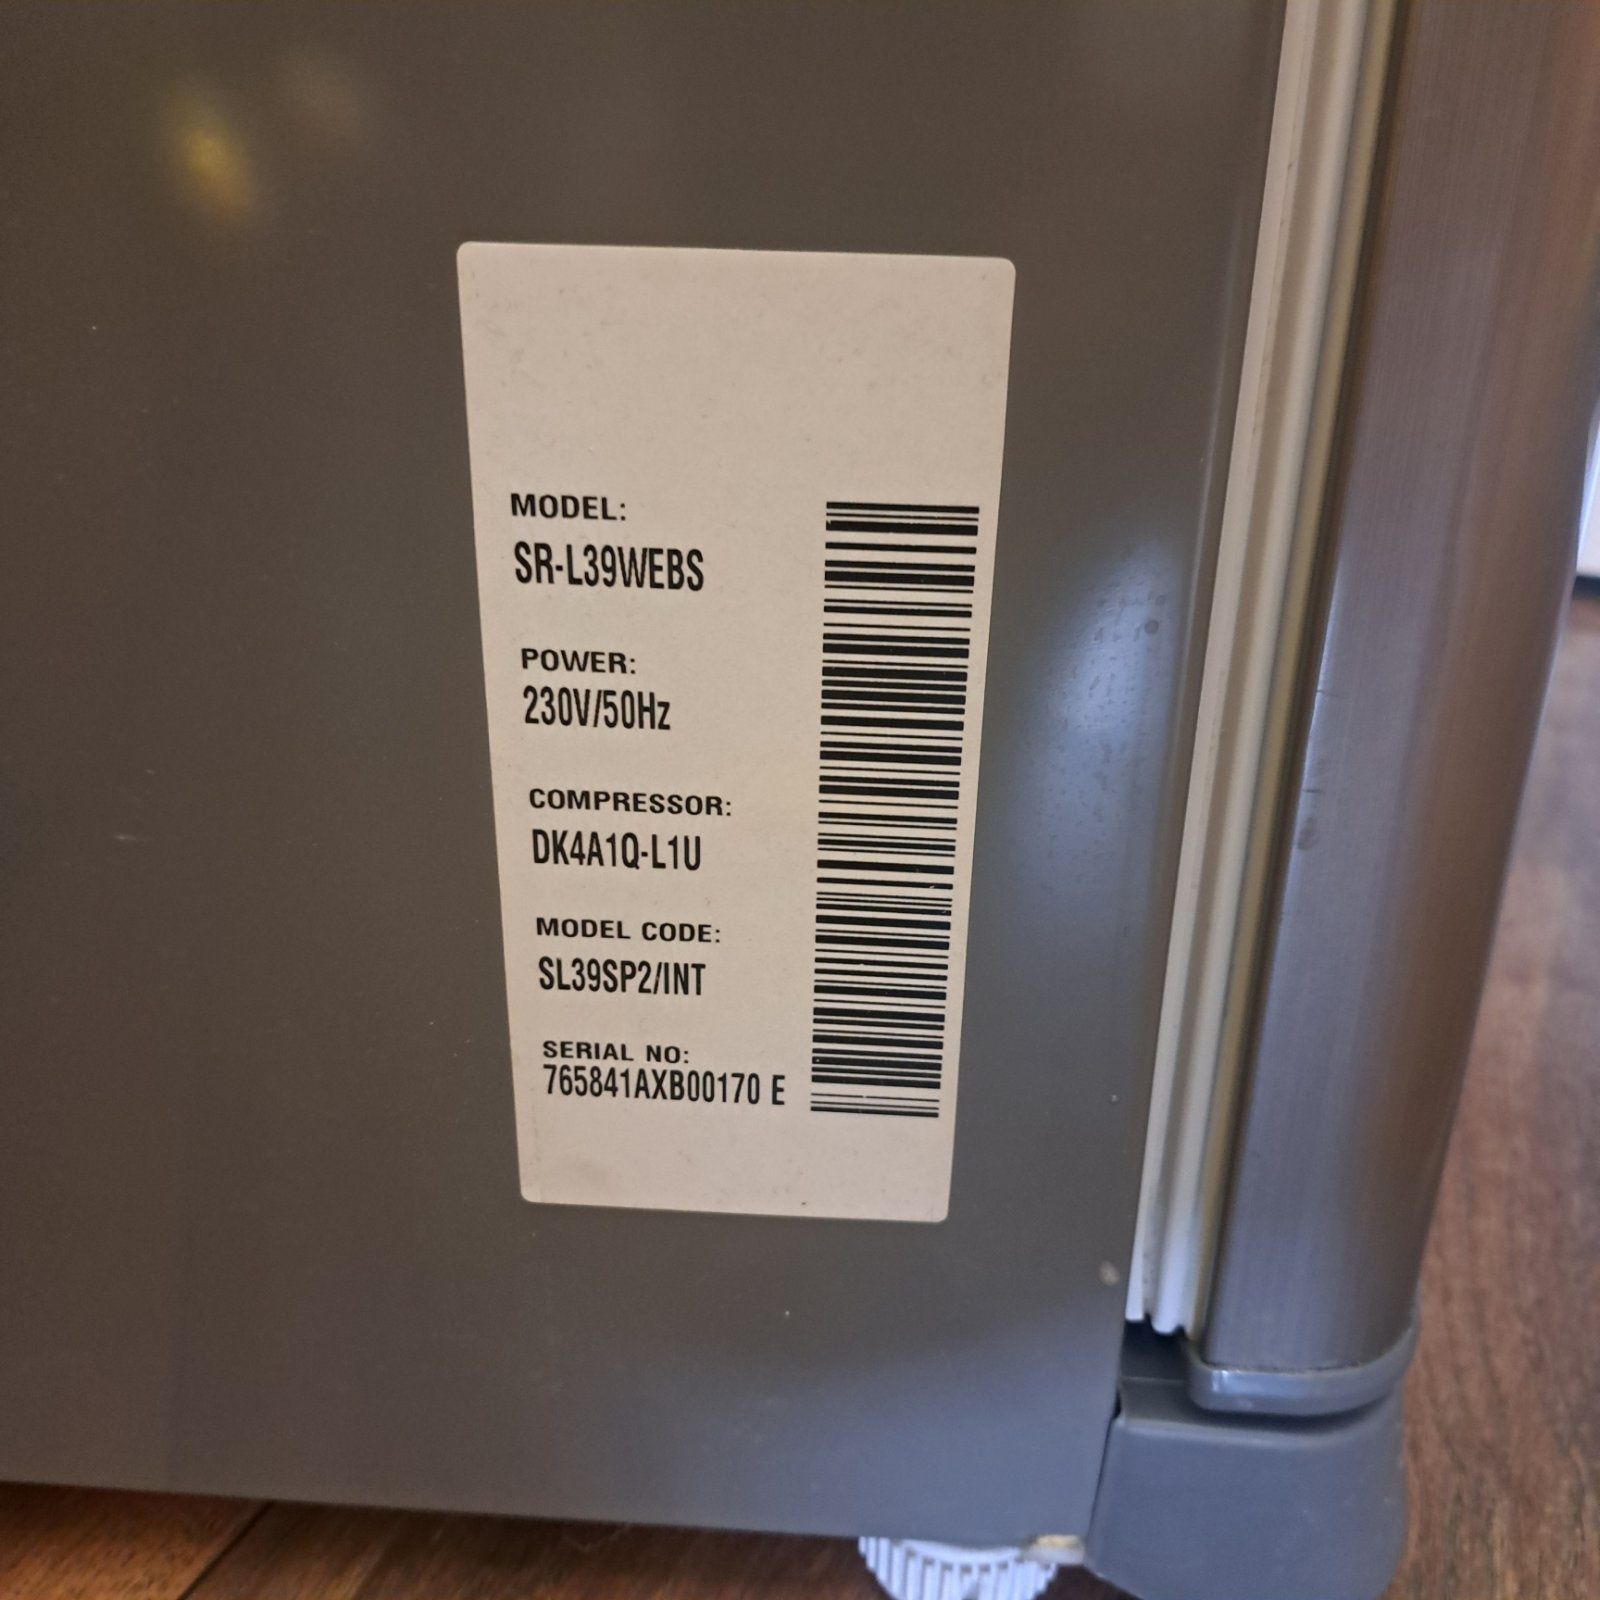 MODEL:
SR-L39WEBS
POWER:
230V/50Hz
COMPRESSOR:
DK4A1Q-L1U
MODEL CODE:
SL39SP2/INT
SERIAL NO:
765841AXB00170 E